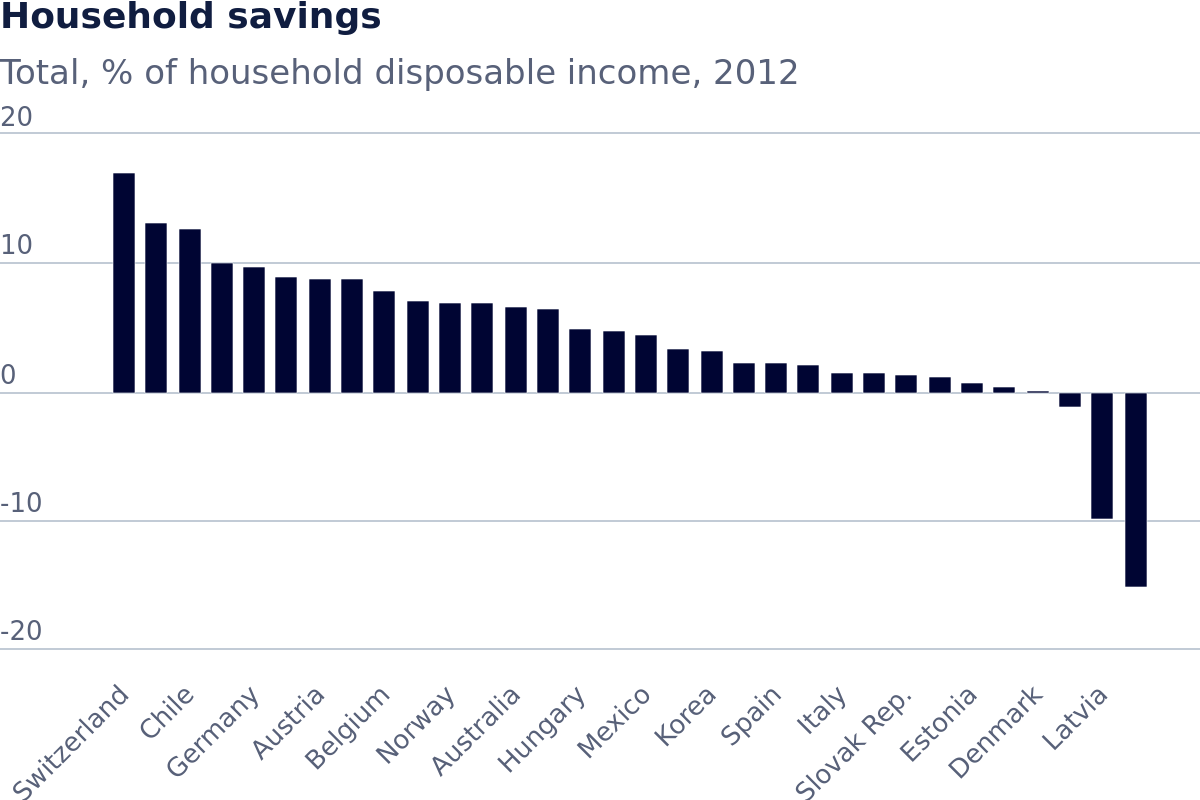 Household savings
Total, % of household disposable income, 2012
20
10
0
-10
-20
Switzerland
Chile
Germany
Austria
Belgium
Norway
Australia
Hungary
Mexico
Korea
Spain
Italy
Slovak Rep.
Estonia
Denmark
Latvia